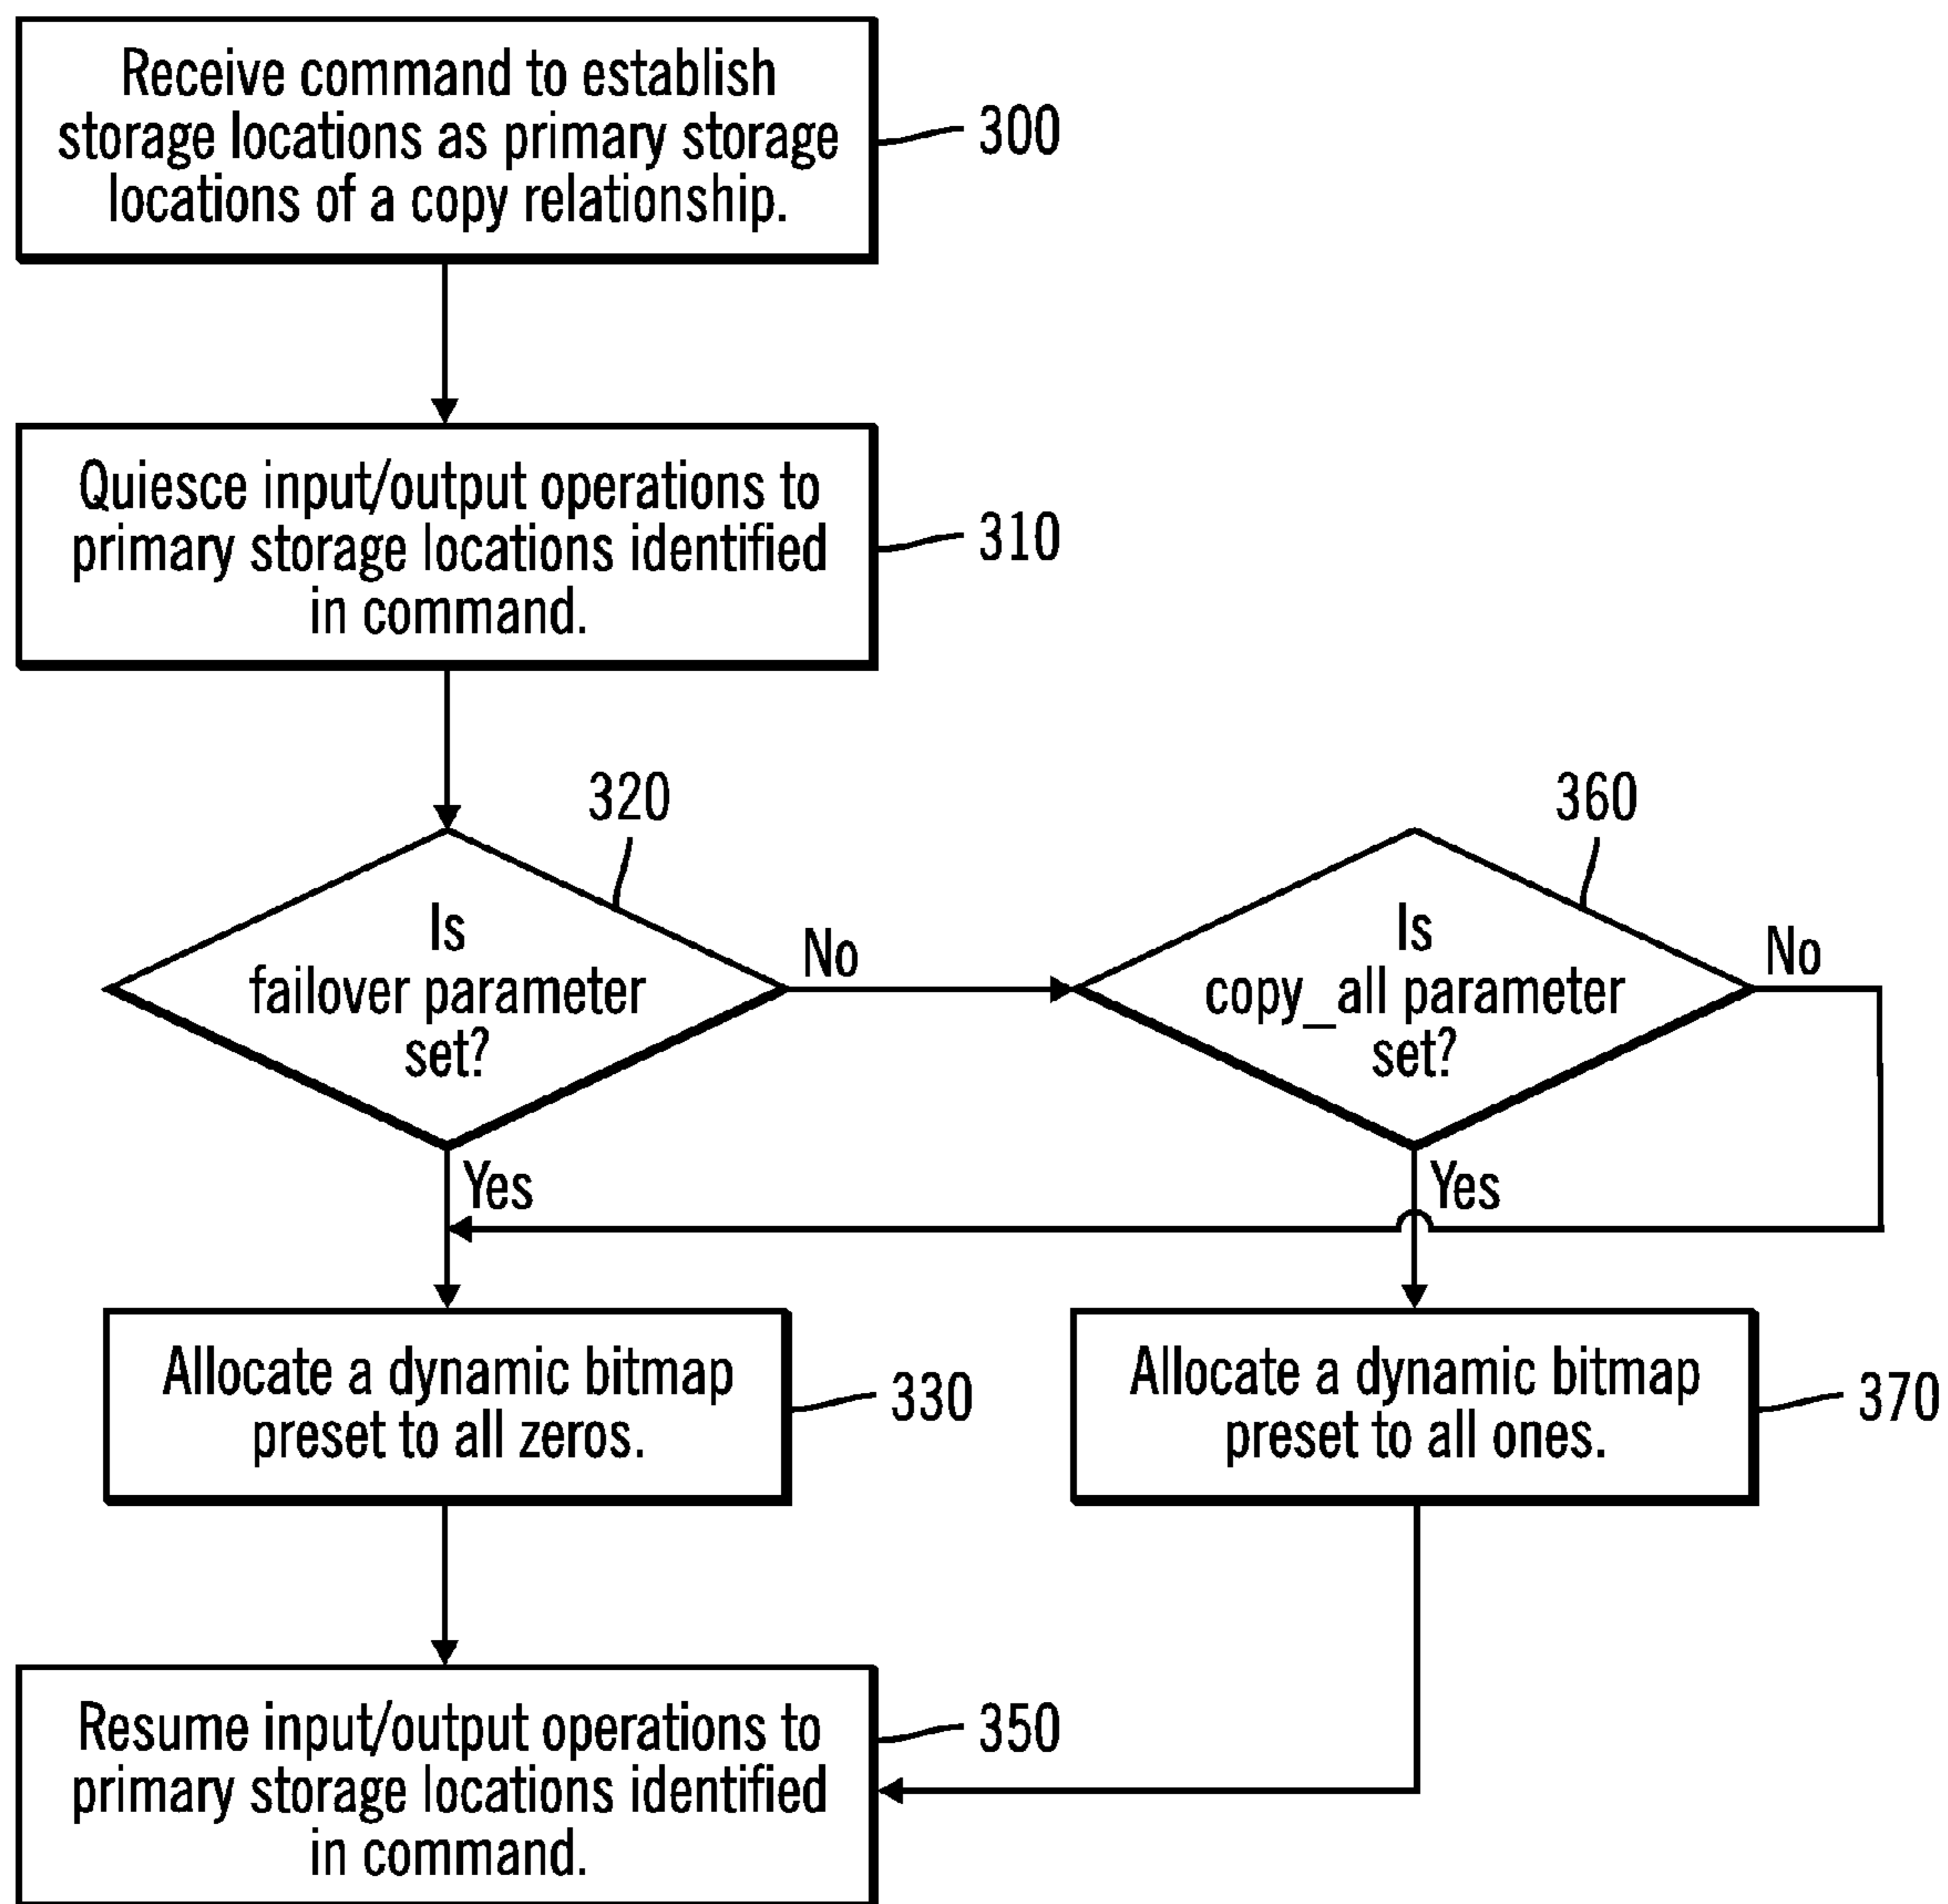 Receive command to establish
storage locations as primary storage
locations of a copy relationship.
300
Quiesce input/output operations to
primary storage locations identified
in command.
310
320
Is
failover parameter
set?
No
Yes
360
Is
copy_all parameter
set?
No
Yes
Allocate a dynamic bitmap
preset to all zeros.
330
Allocate a dynamic bitmap
preset to all ones.
370
Resume input/output operations to
primary storage locations identified
in command.
350